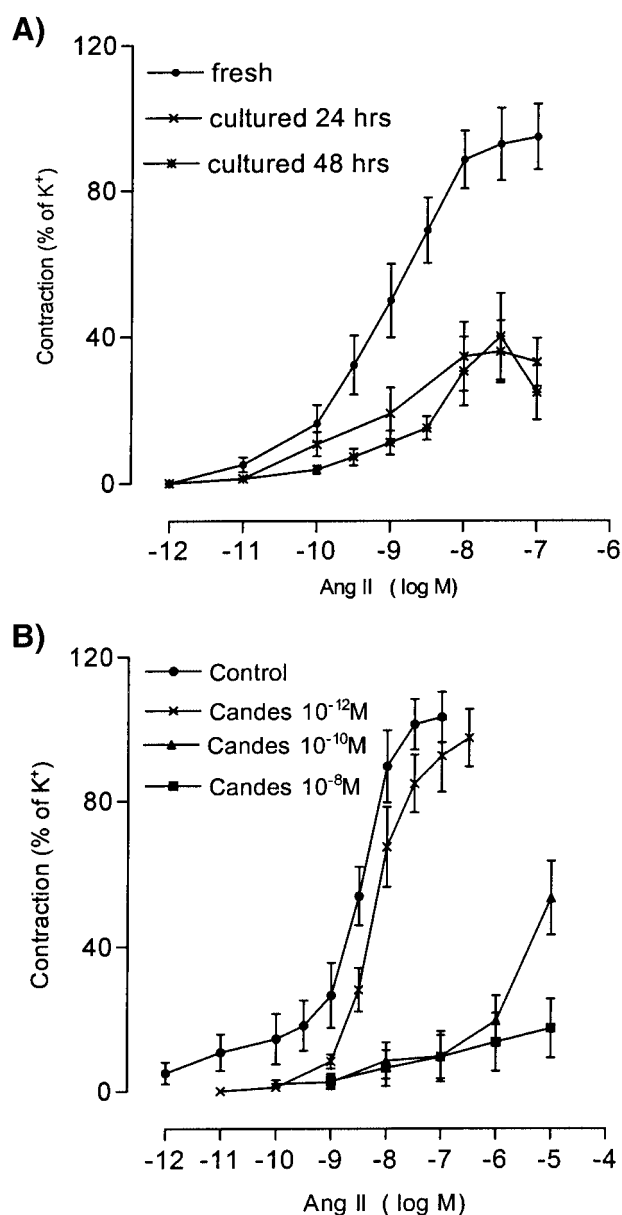 A)
120
fresh
cultured 24 hrs
cultured 48 hrs
80
40
0
Contraction (% of K⁺)
-12 -11 -10 -9 -8 -7 -6
Ang II ( log M)
B)
120
Control
Candes 10⁻¹²M
Candes 10⁻¹⁰M
Candes 10⁻⁸M
80
40
0
Contraction (% of K⁺)
-12 -11 -10 -9 -8 -7 -6 -5 -4
Ang II ( log M)